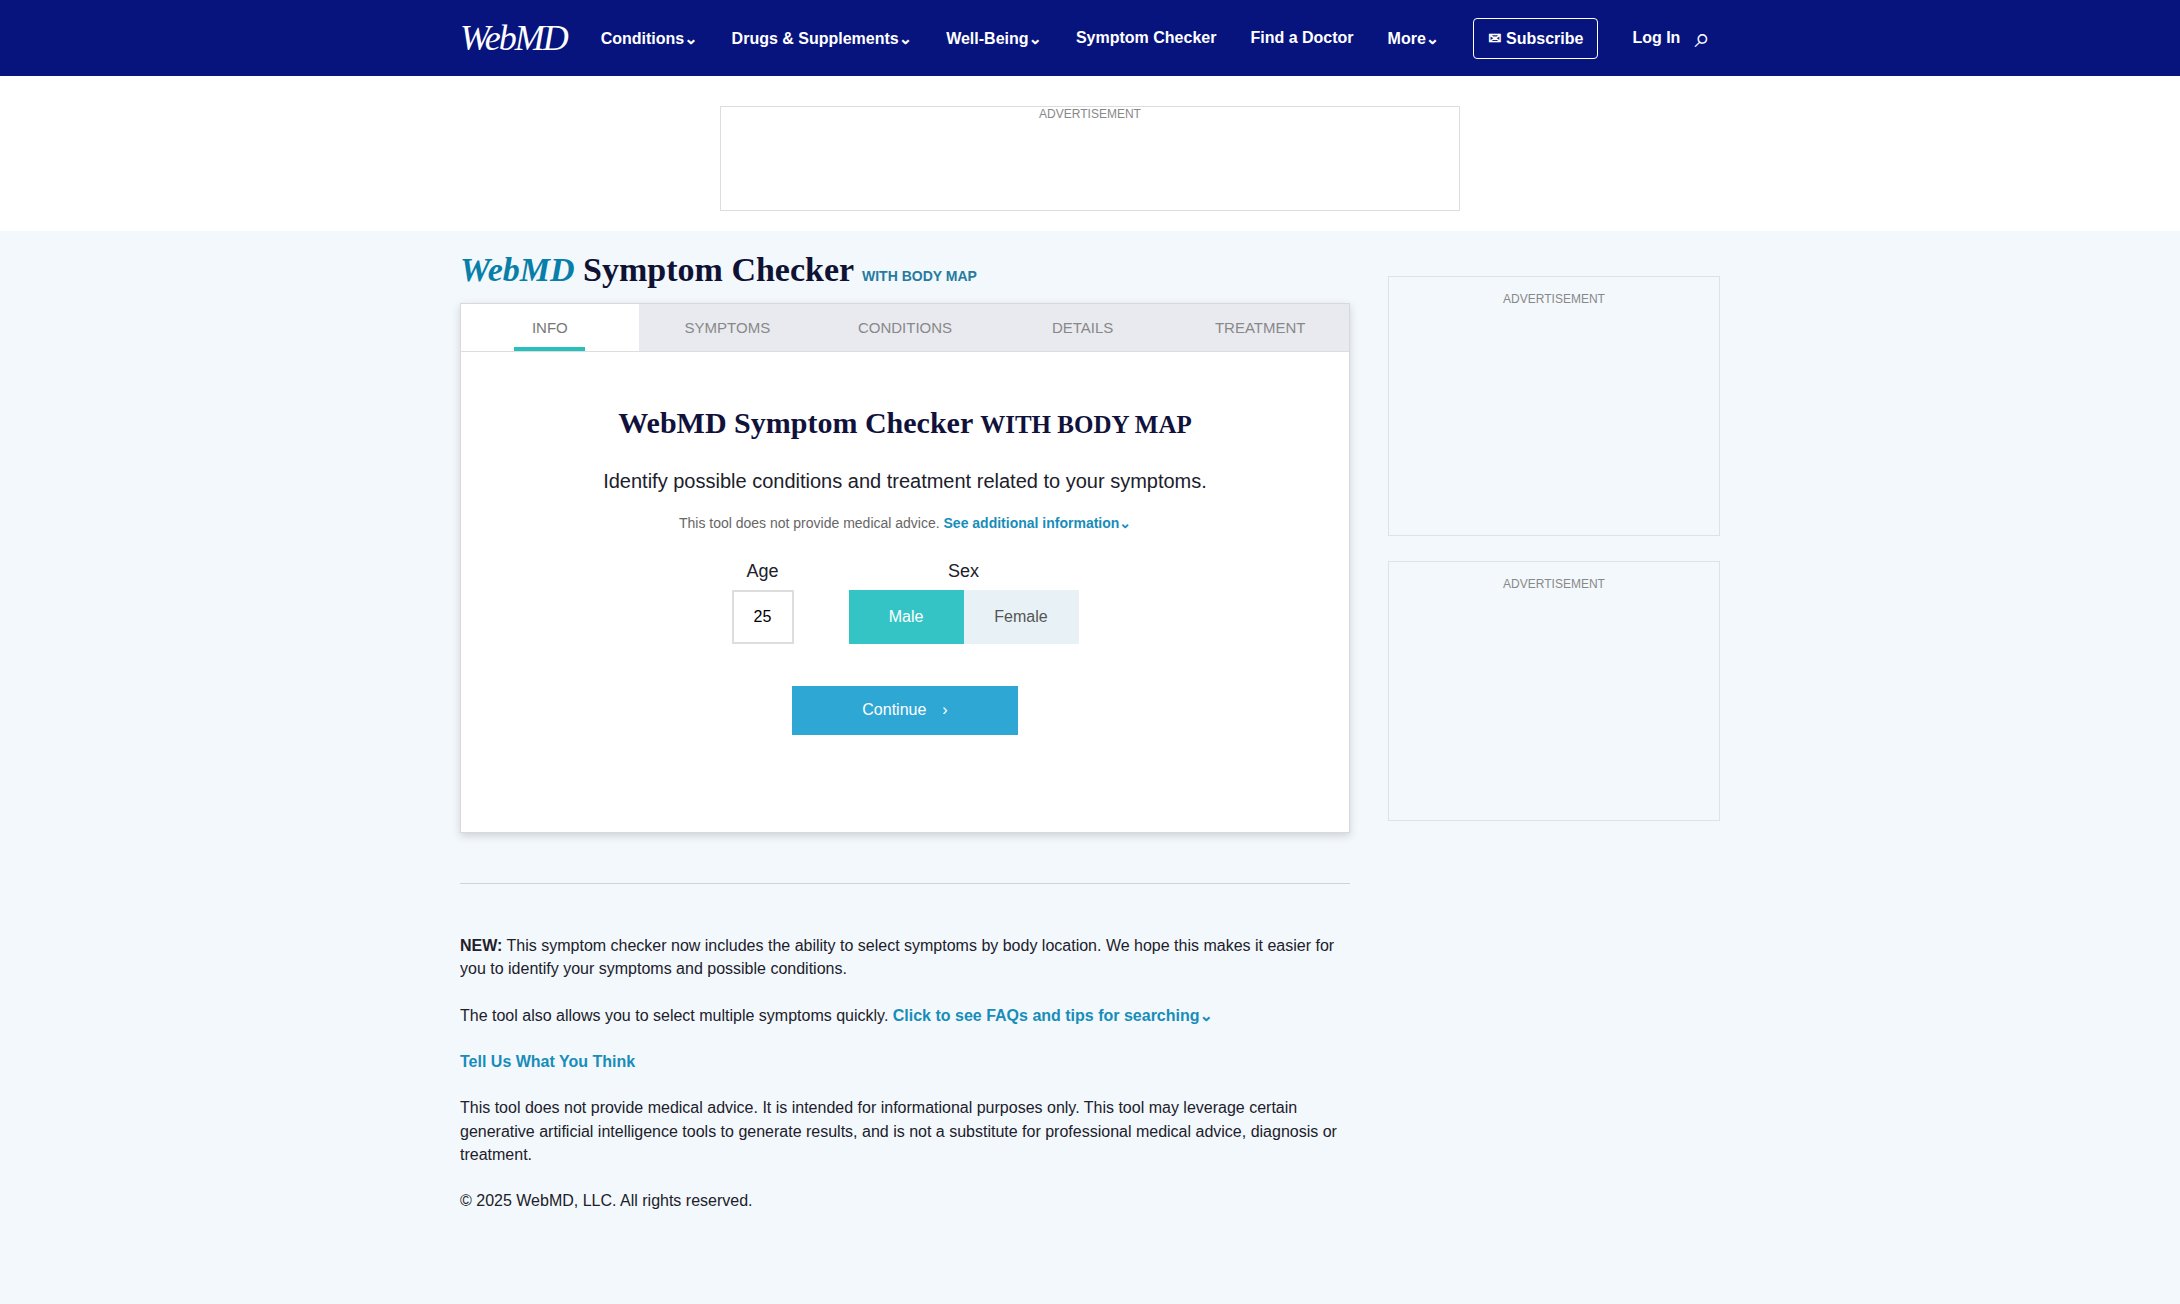 WebMD Conditions Drugs & Supplements Well-Being Symptom Checker Find a Doctor More ✉ Subscribe Log In
ADVERTISEMENT
WebMD Symptom Checker WITH BODY MAP
ADVERTISEMENT
INFO SYMPTOMS CONDITIONS DETAILS TREATMENT
WebMD Symptom Checker WITH BODY MAP
Identify possible conditions and treatment related to your symptoms.
This tool does not provide medical advice. See additional information
Age Sex
25 Male Female
Continue ›
ADVERTISEMENT
NEW: This symptom checker now includes the ability to select symptoms by body location. We hope this makes it easier for
you to identify your symptoms and possible conditions.
The tool also allows you to select multiple symptoms quickly. Click to see FAQs and tips for searching
Tell Us What You Think
This tool does not provide medical advice. It is intended for informational purposes only. This tool may leverage certain
generative artificial intelligence tools to generate results, and is not a substitute for professional medical advice, diagnosis or
treatment.
© 2025 WebMD, LLC. All rights reserved.